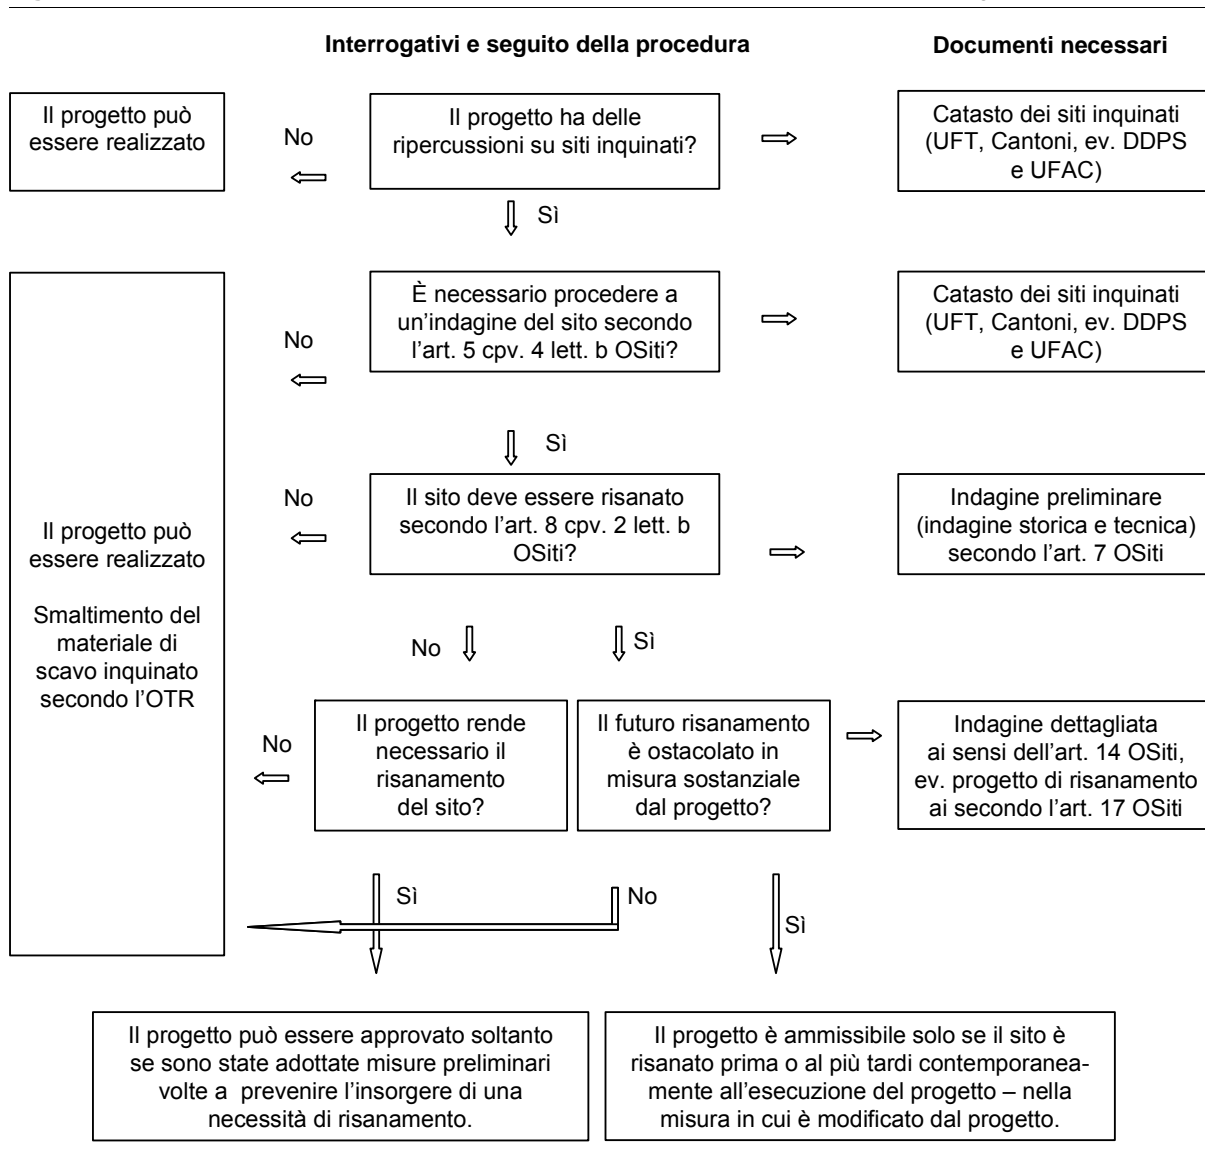 Interrogativi e seguito della procedura
Documenti necessari
Il progetto può
essere realizzato
No
Il progetto ha delle
ripercussioni su siti inquinati?
Catasto dei siti inquinati
(UFT, Cantoni, ev. DDPS
e UFAC)
Sì
È necessario procedere a
un’indagine del sito secondo
l’art. 5 cpv. 4 lett. b OSiti?
No
Catasto dei siti inquinati
(UFT, Cantoni, ev. DDPS
e UFAC)
Sì
No
Il sito deve essere risanato
secondo l’art. 8 cpv. 2 lett. b
OSiti?
Indagine preliminare
(indagine storica e tecnica)
secondo l’art. 7 OSiti
Il progetto può
essere realizzato
Smaltimento del
materiale di
scavo inquinato
secondo l’OTR
No
Sì
No
Il progetto rende
necessario il
risanamento
del sito?
Il futuro risanamento
è ostacolato in
misura sostanziale
dal progetto?
Indagine dettagliata
ai sensi dell’art. 14 OSiti,
ev. progetto di risanamento
ai secondo l’art. 17 OSiti
Sì
No
Sì
Il progetto può essere approvato soltanto
se sono state adottate misure preliminari
volte a prevenire l’insorgere di una
necessità di risanamento.
Il progetto è ammissibile solo se il sito è
risanato prima o al più tardi contemporanea-
mente all’esecuzione del progetto – nella
misura in cui è modificato dal progetto.